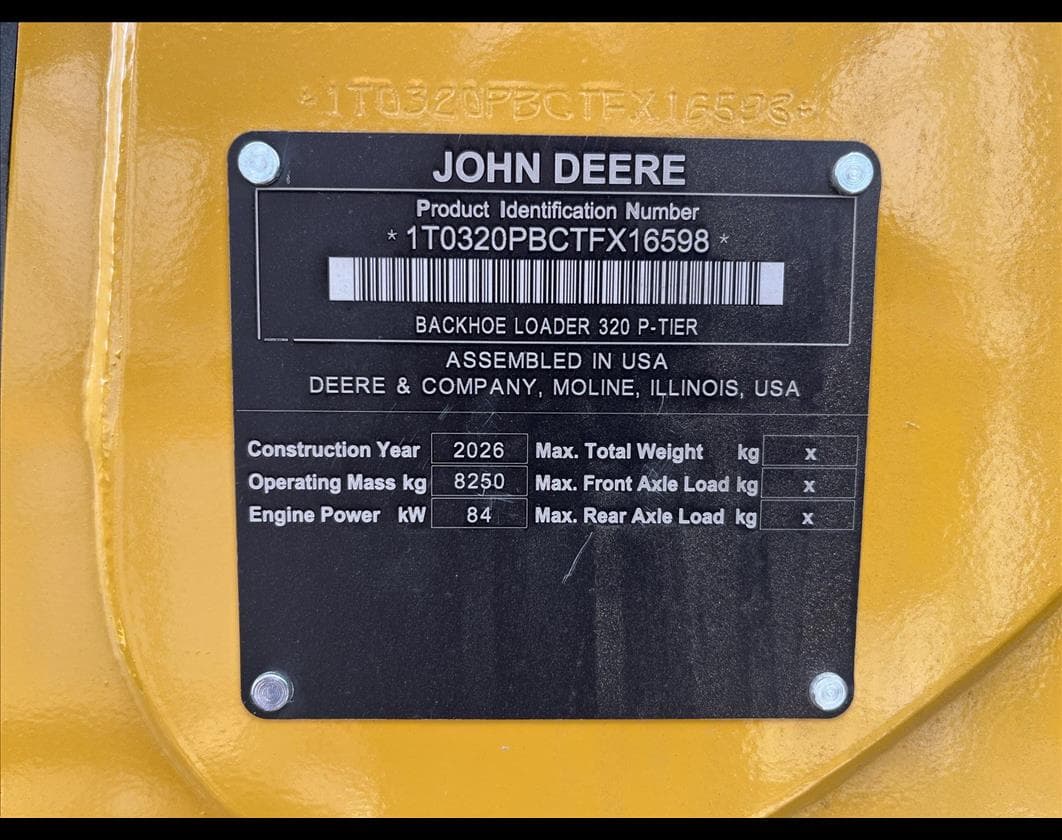 *1T0320PBCTFX16598*
JOHN DEERE
Product Identification Number
*1T0320PBCTFX16598*
BACKHOE LOADER 320 P-TIER
ASSEMBLED IN USA
DEERE & COMPANY, MOLINE, ILLINOIS, USA
Construction Year 2026 Max. Total Weight kg x
Operating Mass kg 8250 Max. Front Axle Load kg x
Engine Power kW 84 Max. Rear Axle Load kg x